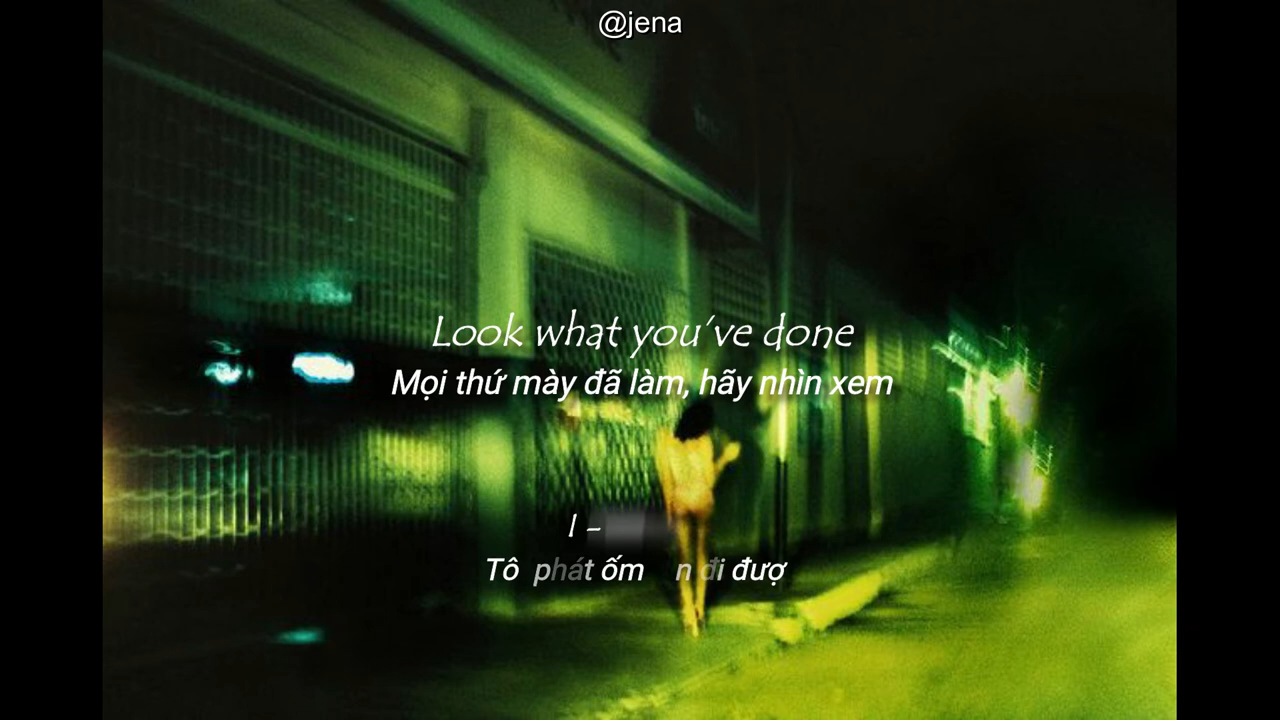 @jena
Look what you've done
Mọi thứ mày đã làm, hãy nhìn xem
I -
Tô phát ốm n đi đượ